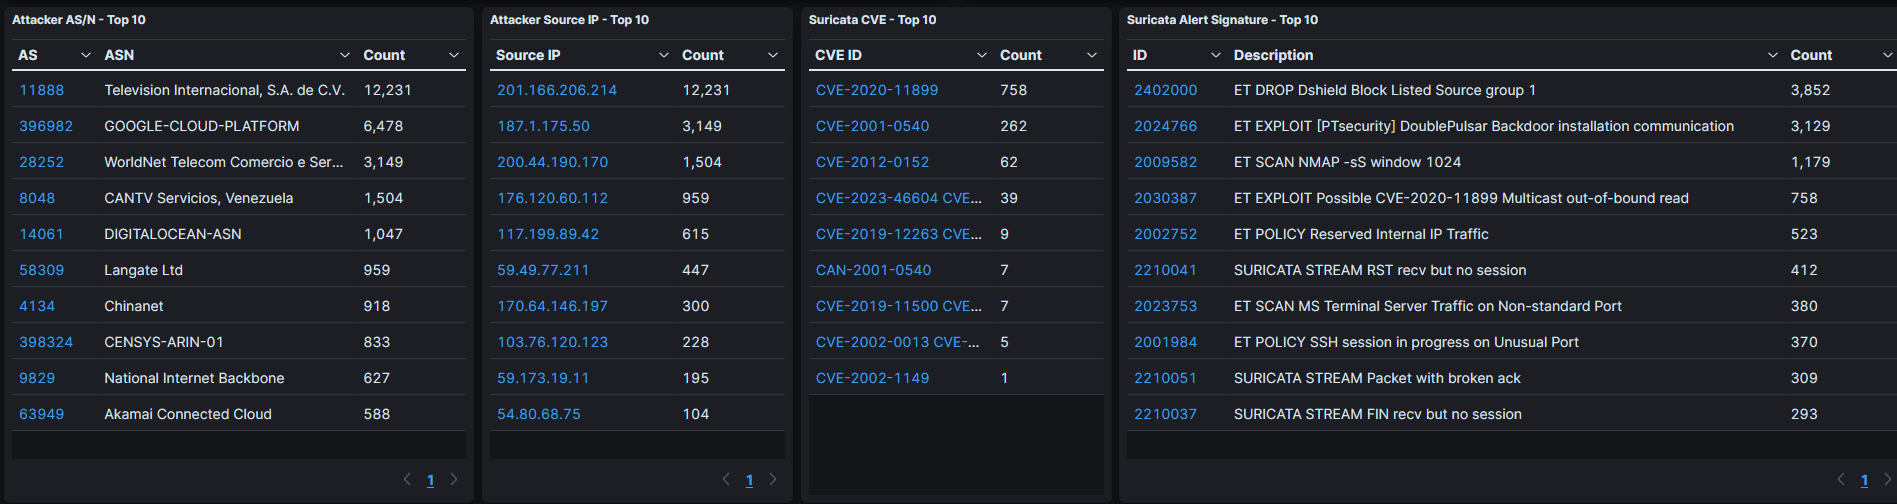 Attacker AS/N - Top 10
AS ASN Count
11888 Television Internacional, S.A. de C.V. 12,231
396982 GOOGLE-CLOUD-PLATFORM 6,478
28252 WorldNet Telecom Comercio e Ser... 3,149
8048 CANTV Servicios, Venezuela 1,504
14061 DIGITALOCEAN-ASN 1,047
58309 Langate Ltd 959
4134 Chinanet 918
398324 CENSYS-ARIN-01 833
9829 National Internet Backbone 627
63949 Akamai Connected Cloud 588
1
Attacker Source IP - Top 10
Source IP Count
201.166.206.214 12,231
187.1.175.50 3,149
200.44.190.170 1,504
176.120.60.112 959
117.199.89.42 615
59.49.77.211 447
170.64.146.197 300
103.76.120.123 228
59.173.19.11 195
54.80.68.75 104
1
Suricata CVE - Top 10
CVE ID Count
CVE-2020-11899 758
CVE-2001-0540 262
CVE-2012-0152 62
CVE-2023-46604 CVE... 39
CVE-2019-12263 CVE... 9
CAN-2001-0540 7
CVE-2019-11500 CVE... 7
CVE-2002-0013 CVE-... 5
CVE-2002-1149 1
Suricata Alert Signature - Top 10
ID Description Count
2402000 ET DROP Dshield Block Listed Source group 1 3,852
2024766 ET EXPLOIT [PTsecurity] DoublePulsar Backdoor installation communication 3,129
2009582 ET SCAN NMAP -sS window 1024 1,179
2030387 ET EXPLOIT Possible CVE-2020-11899 Multicast out-of-bound read 758
2002752 ET POLICY Reserved Internal IP Traffic 523
2210041 SURICATA STREAM RST recv but no session 412
2023753 ET SCAN MS Terminal Server Traffic on Non-standard Port 380
2001984 ET POLICY SSH session in progress on Unusual Port 370
2210051 SURICATA STREAM Packet with broken ack 309
2210037 SURICATA STREAM FIN recv but no session 293
1